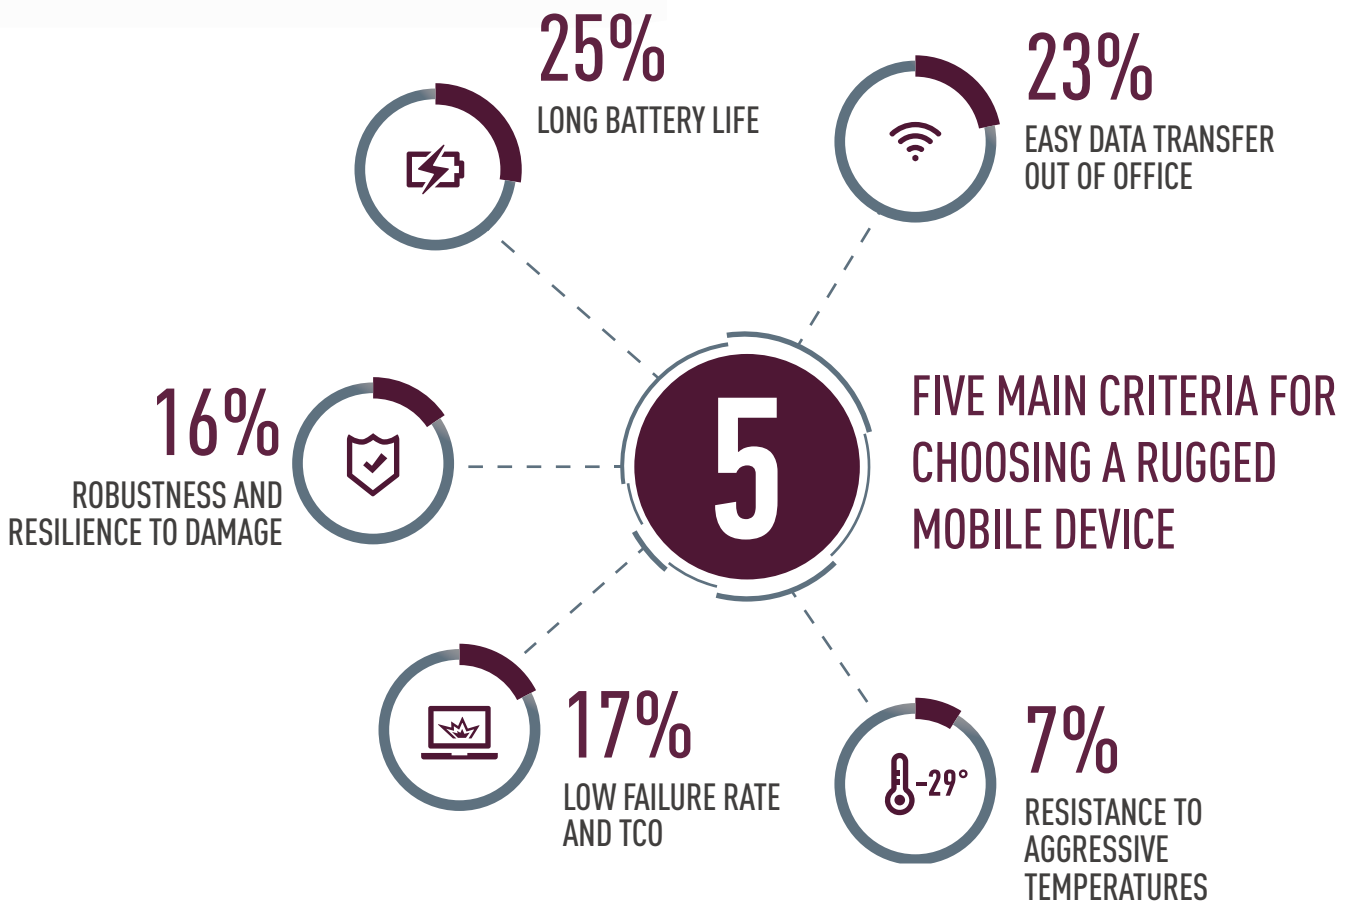 25%
LONG BATTERY LIFE
23%
EASY DATA TRANSFER
OUT OF OFFICE
16%
ROBUSTNESS AND
RESILIENCE TO DAMAGE
5
FIVE MAIN CRITERIA FOR
CHOOSING A RUGGED
MOBILE DEVICE
17%
LOW FAILURE RATE
AND TCO
-29°
7%
RESISTANCE TO
AGGRESSIVE
TEMPERATURES